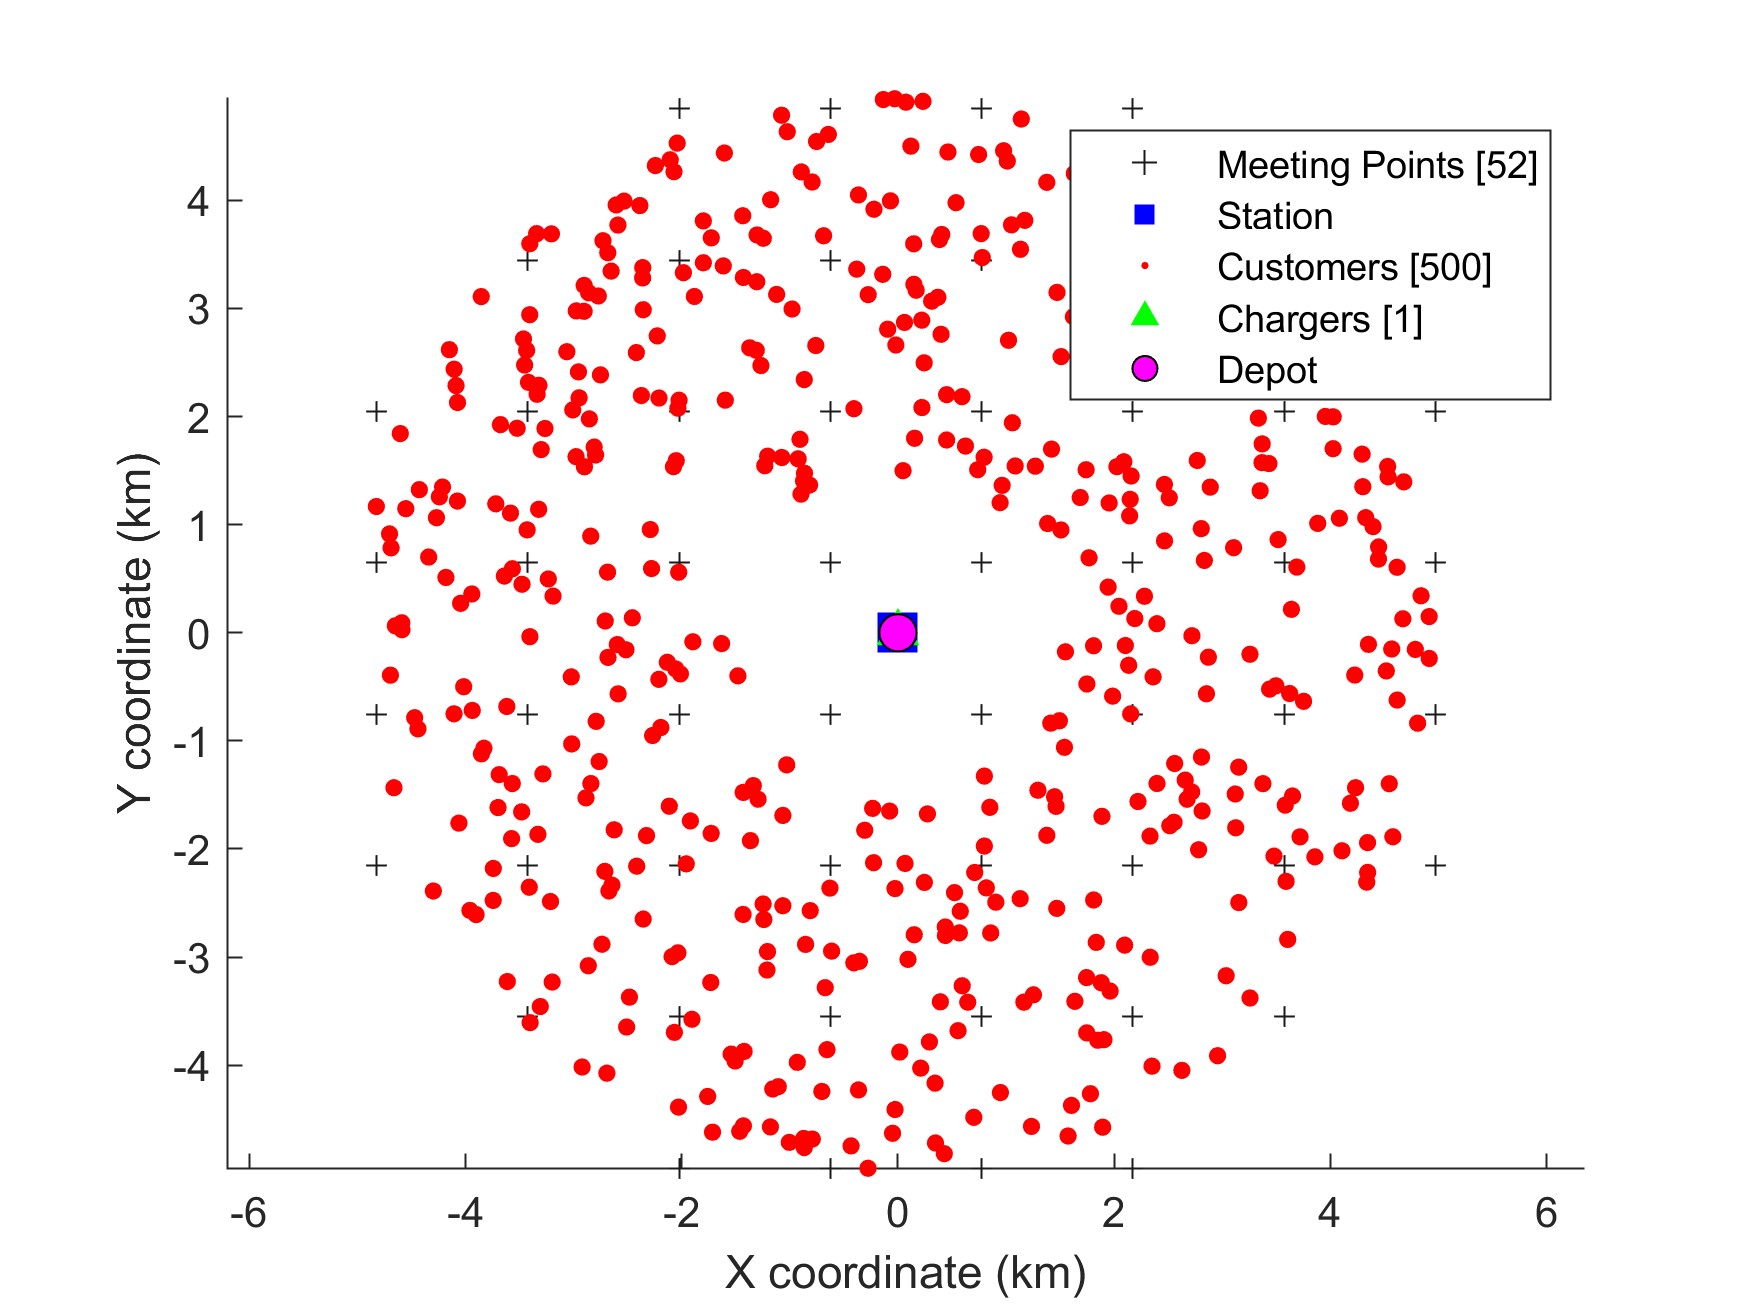 Meeting Points [52]
Station
Customers [500]
Chargers [1]
Depot
4
3
2
1
0
-1
-2
-3
-4
Y coordinate (km)
-6 -4 -2 0 2 4 6
X coordinate (km)